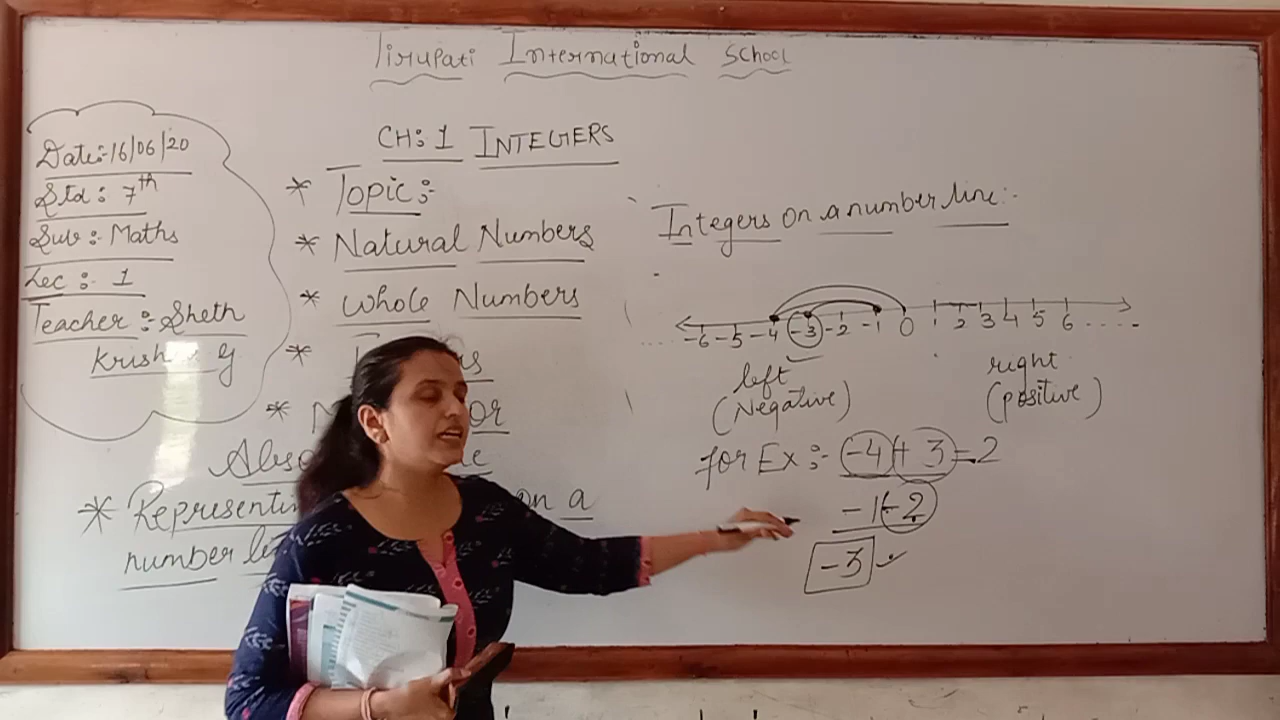 Tirupati International School
Date:-16/06/20
Std : 7th
Sub :- Maths
Lec : 1
Teacher : Sheth
CH: 1 INTEGERS
* Topic:-
* Natural Numbers
* Whole Numbers
*
*
or
* Representing
on a
number line
Integers on a number line:-
..... -6 -5 -4 -3 -2 -1 0 1 2 3 4 5 6 .....
left
(Negative)
right
(positive)
for Ex :- (-4)+3-2
-1-2
-3